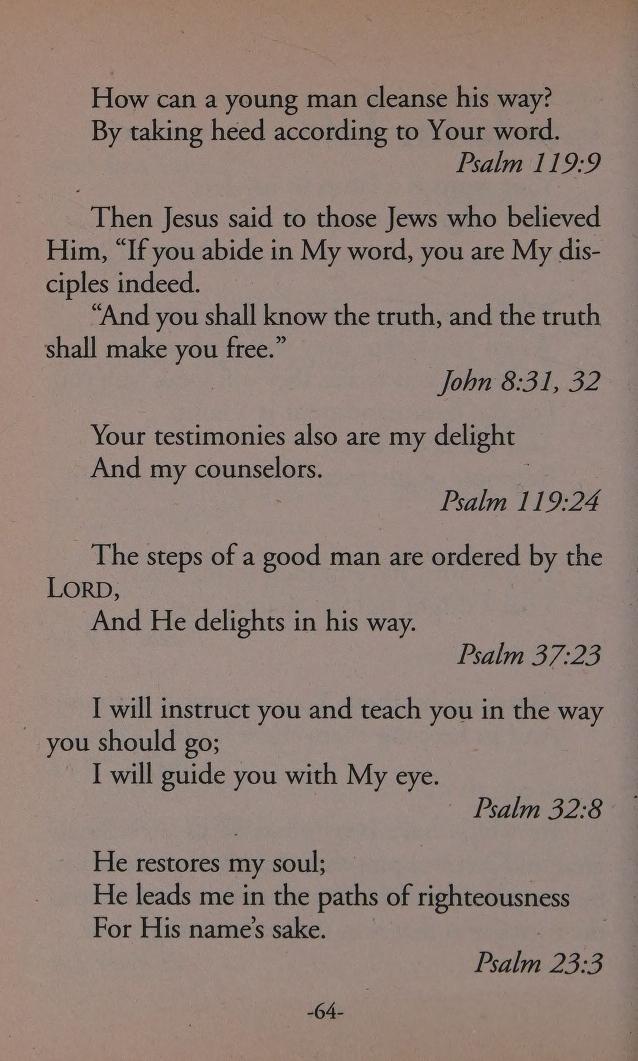 How can a young man cleanse his way?
By taking heed according to Your word.
Psalm 119:9
Then Jesus said to those Jews who believed
Him, “If you abide in My word, you are My dis-
ciples indeed.
“And you shall know the truth, and the truth
shall make you free.”
John 8:31, 32
Your testimonies also are my delight
And my counselors.
Psalm 119:24
The steps of a good man are ordered by the
LORD,
And He delights in his way.
Psalm 37:23
I will instruct you and teach you in the way
you should go;
I will guide you with My eye.
Psalm 32:8
He restores my soul;
He leads me in the paths of righteousness
For His name’s sake.
Psalm 23:3
-64-